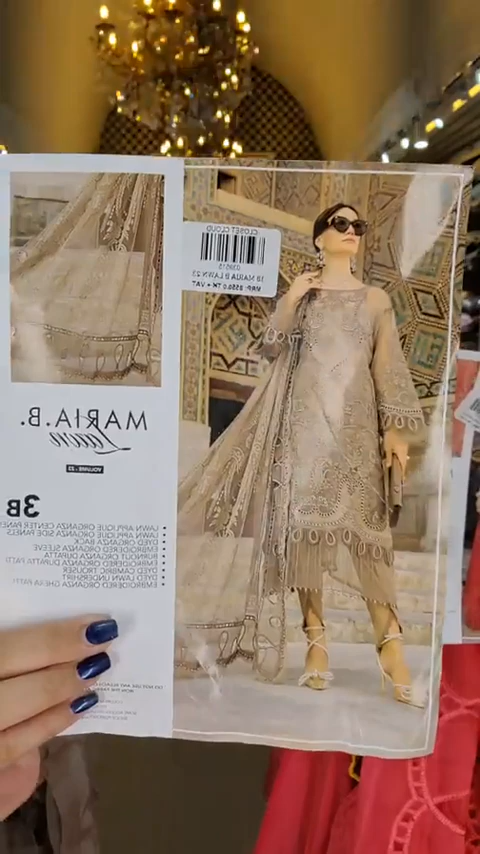 CLOSET CLOUD
3B MARIA B LAWN 23
MARIA.B.
Lawn
VOLUME - 23
3B
LAWN APPLIQUE ORGANZA CENTER PANEL
LAWN APPLIQUE ORGANZA SIDE PANELS
DYED ORGANZA BACK
EMBROIDERED ORGANZA SLEEVE
BURNOUT ORGANZA DUPATTA
EMBROIDERED ORGANZA DUPATTA PATTI
DYED CAMBRIC TROUSER
DYED LAWN UNDERSHIRT
EMBROIDERED ORGANZA GHERA PATTI